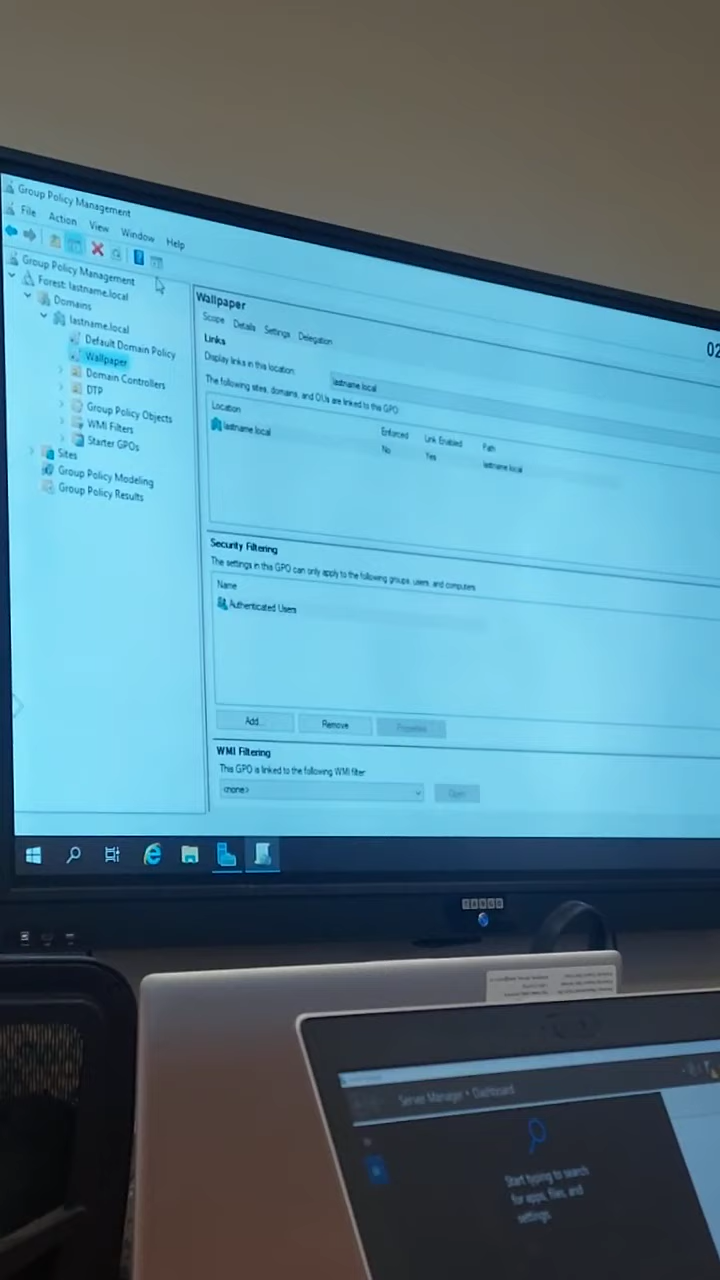 Group Policy Management
File Action View Window Help
Group Policy Management
Forest: lastname.local
Domains
lastname.local
Default Domain Policy
Wallpaper
Domain Controllers
DTP
Group Policy Objects
WMI Filters
Starter GPOs
Sites
Group Policy Modeling
Group Policy Results
Wallpaper
Scope Details Settings Delegation
Links
Display links in this location: lastname.local
The following sites, domains, and OUs are linked to this GPO:
Location Enforced Link Enabled Path
lastname.local No Yes lastname.local
Security Filtering
The settings in this GPO can only apply to the following groups, users, and computers:
Name
Authenticated Users
Add... Remove Properties
WMI Filtering
This GPO is linked to the following WMI filter:
<none> Open
02
Server Manager • Dashboard
Start typing to search
for apps, files, and
settings.